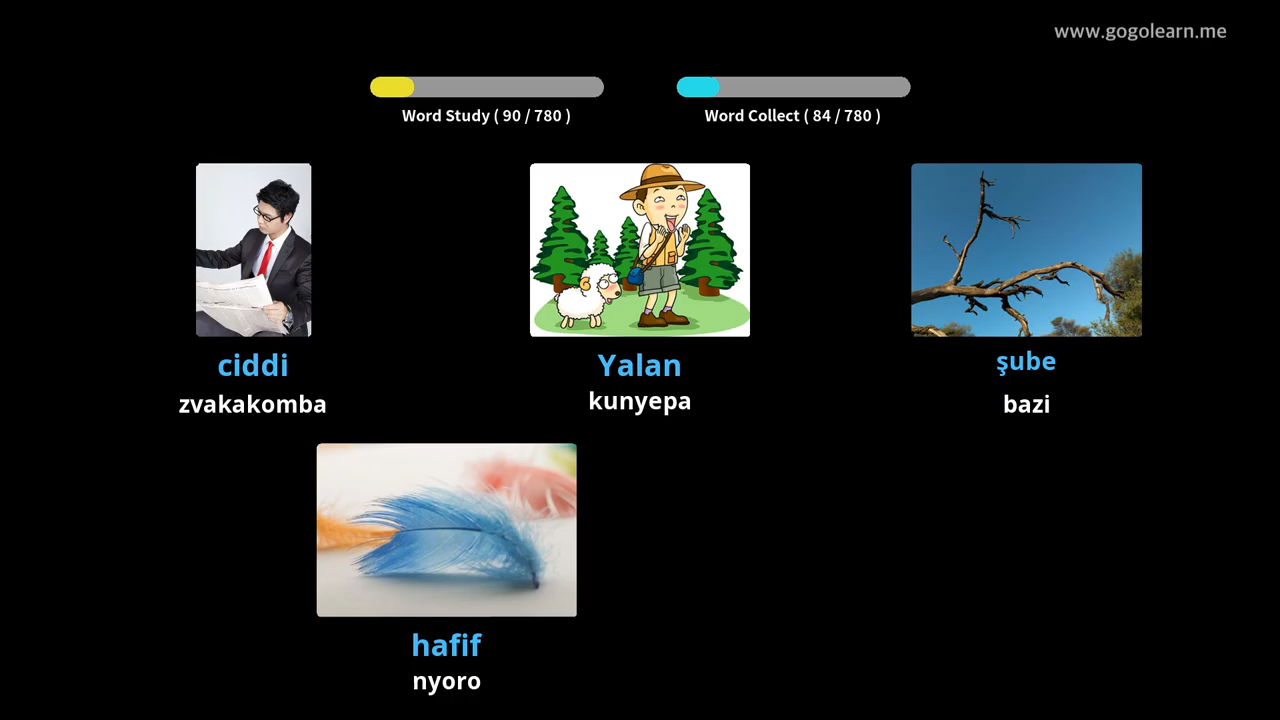 www.gogolearn.me
Word Study ( 90 / 780 )
Word Collect ( 84 / 780 )
ciddi
zvakakomba
Yalan
kunyepa
şube
bazi
hafif
nyoro